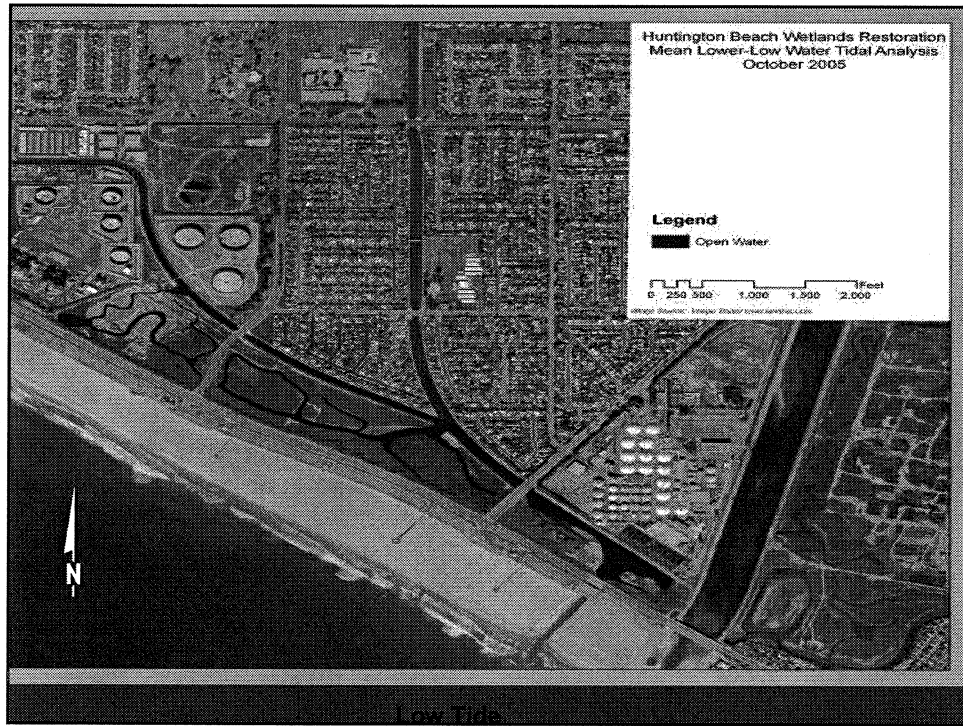 Huntington Beach Wetlands Restoration
Mean Lower-Low Water Tidal Analysis
October 2005
Legend
Open Water
0 250 500 1,000 1,500 2,000 Feet
N
Low Tide